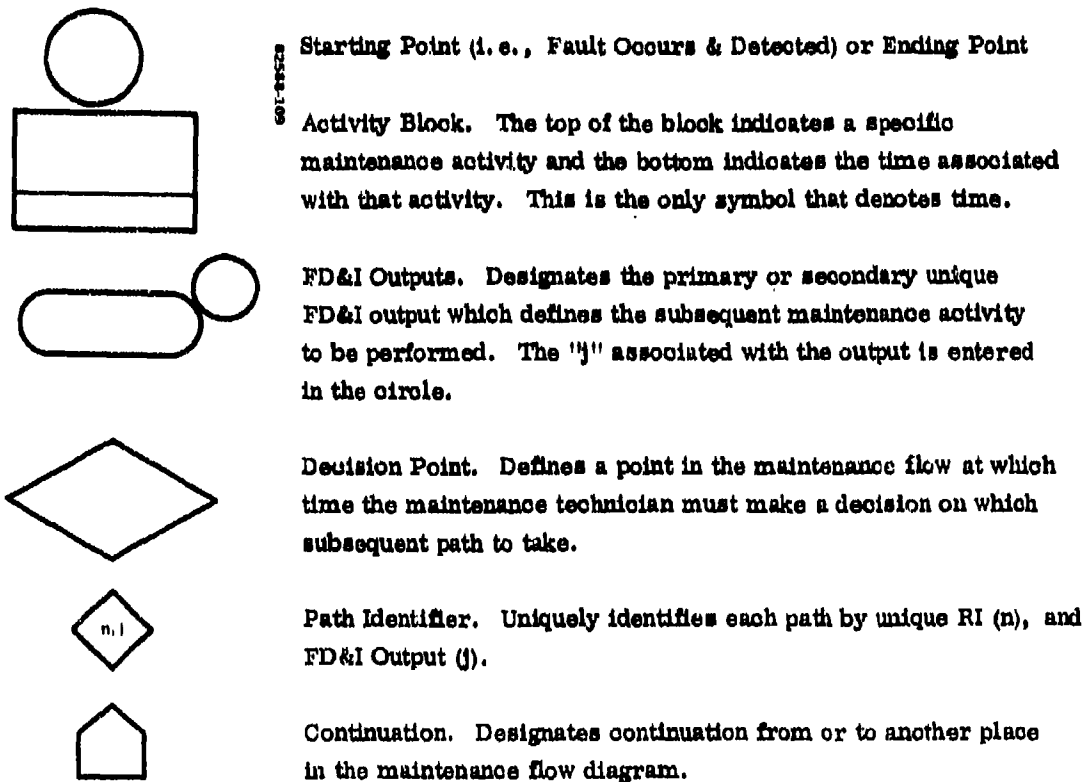 Starting Point (i.e., Fault Occurs & Detected) or Ending Point
82588-109
Activity Block. The top of the block indicates a specific
maintenance activity and the bottom indicates the time associated
with that activity. This is the only symbol that denotes time.
FD&I Outputs. Designates the primary or secondary unique
FD&I output which defines the subsequent maintenance activity
to be performed. The "j" associated with the output is entered
in the circle.
Decision Point. Defines a point in the maintenance flow at which
time the maintenance technician must make a decision on which
subsequent path to take.
n, j
Path Identifier. Uniquely identifies each path by unique RI (n), and
FD&I Output (j).
Continuation. Designates continuation from or to another place
in the maintenance flow diagram.